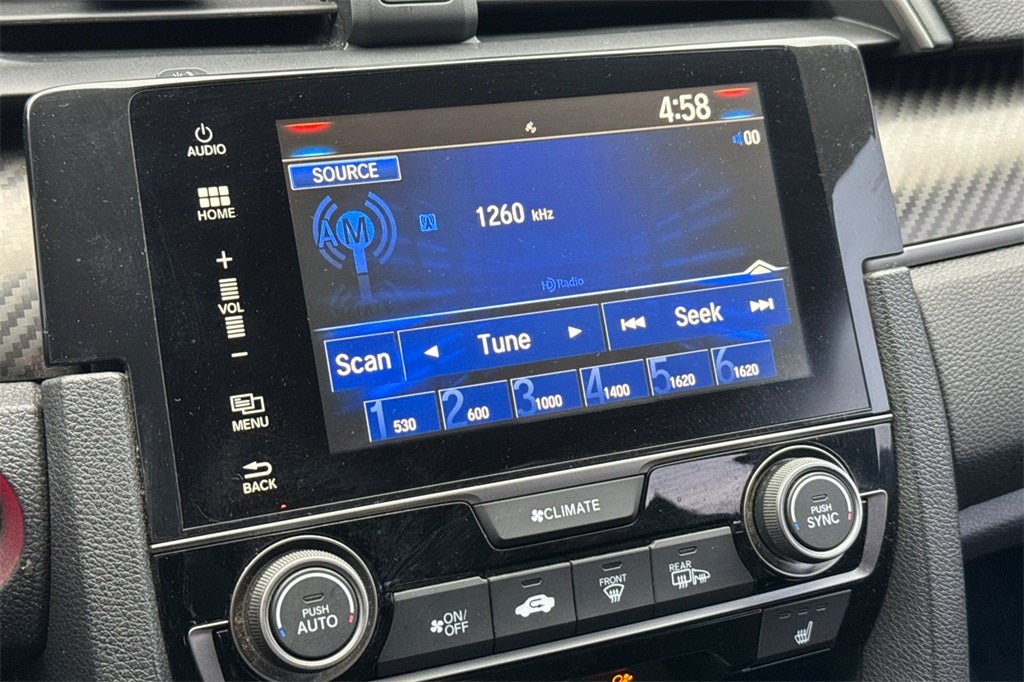 4:58
AUDIO
SOURCE
00
HOME
AM
1260 kHz
HD Radio
VOL
Scan
Tune
Seek
1 530
2 600
3 1000
4 1400
5 1620
6 1620
MENU
BACK
CLIMATE
PUSH
SYNC
PUSH
AUTO
ON/
OFF
FRONT
REAR